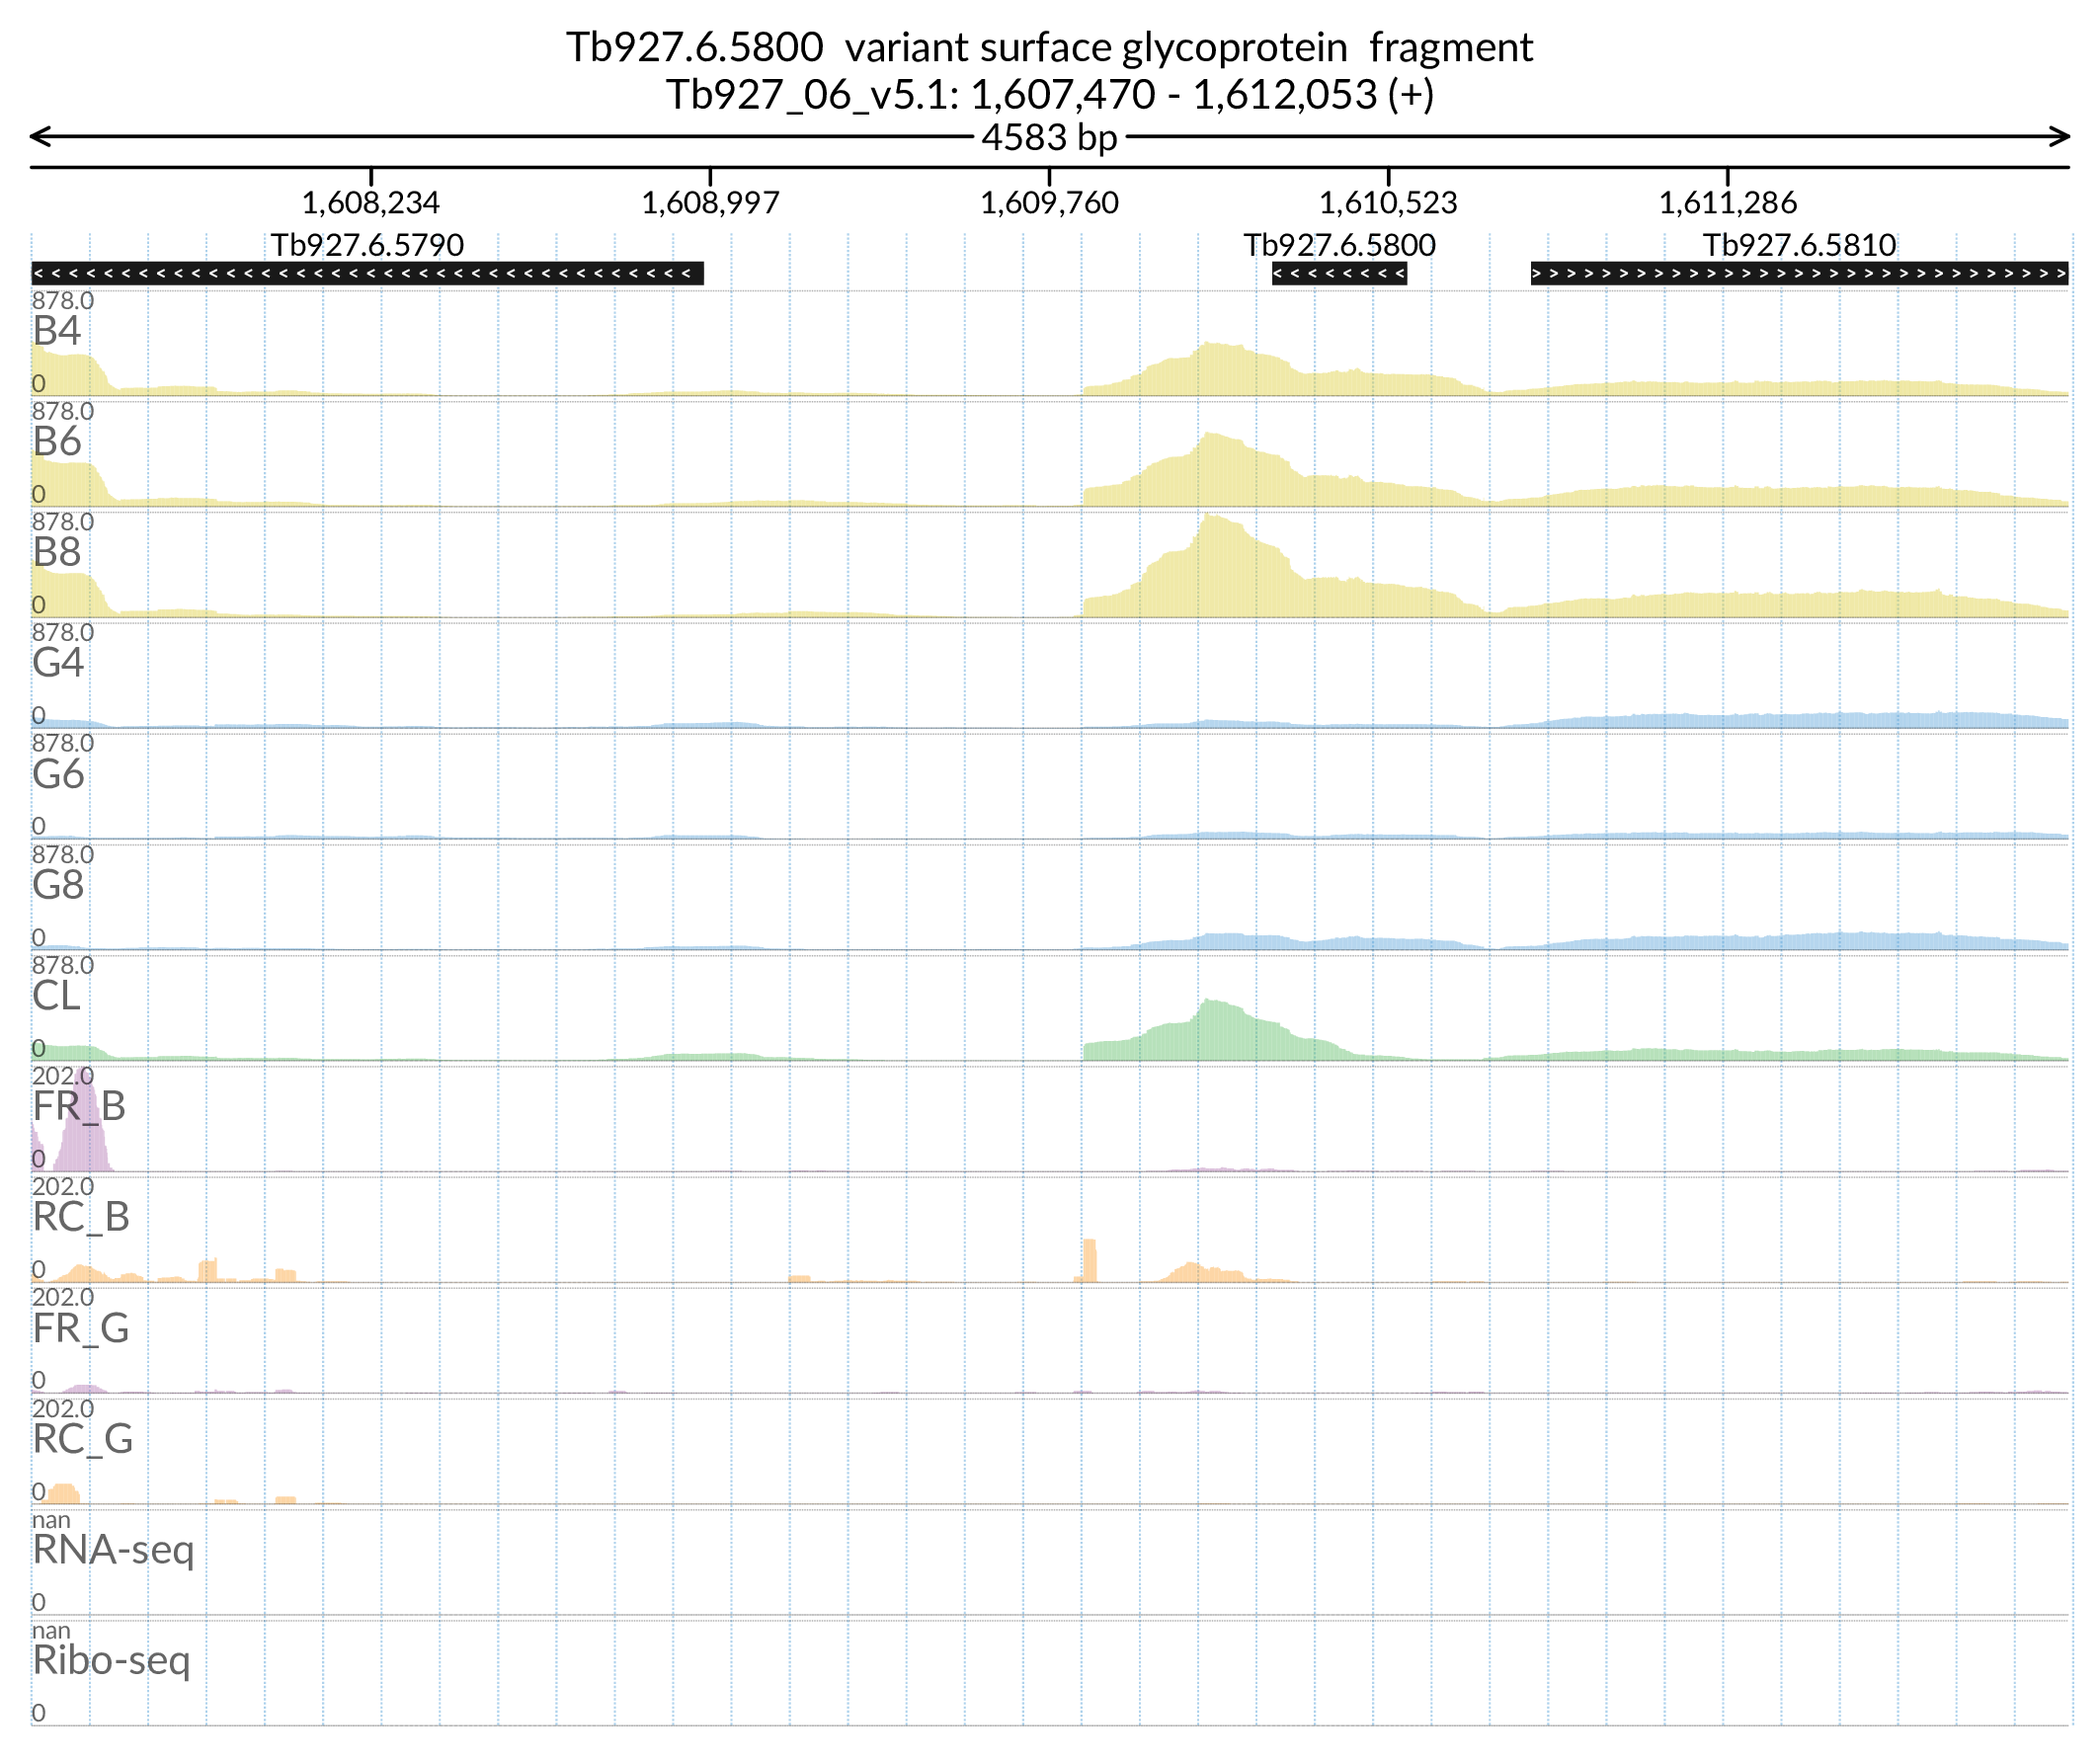 Tb927.6.5800 variant surface glycoprotein fragment
Tb927_06_v5.1: 1,607,470 - 1,612,053 (+)
4583 bp
1,608,234 1,608,997 1,609,760 1,610,523 1,611,286
Tb927.6.5790 Tb927.6.5800 Tb927.6.5810
878.0
B4
0
878.0
B6
0
878.0
B8
0
878.0
G4
0
878.0
G6
0
878.0
G8
0
878.0
CL
0
202.0
FR_B
0
202.0
RC_B
0
202.0
FR_G
0
202.0
RC_G
0
nan
RNA-seq
0
nan
Ribo-seq
0